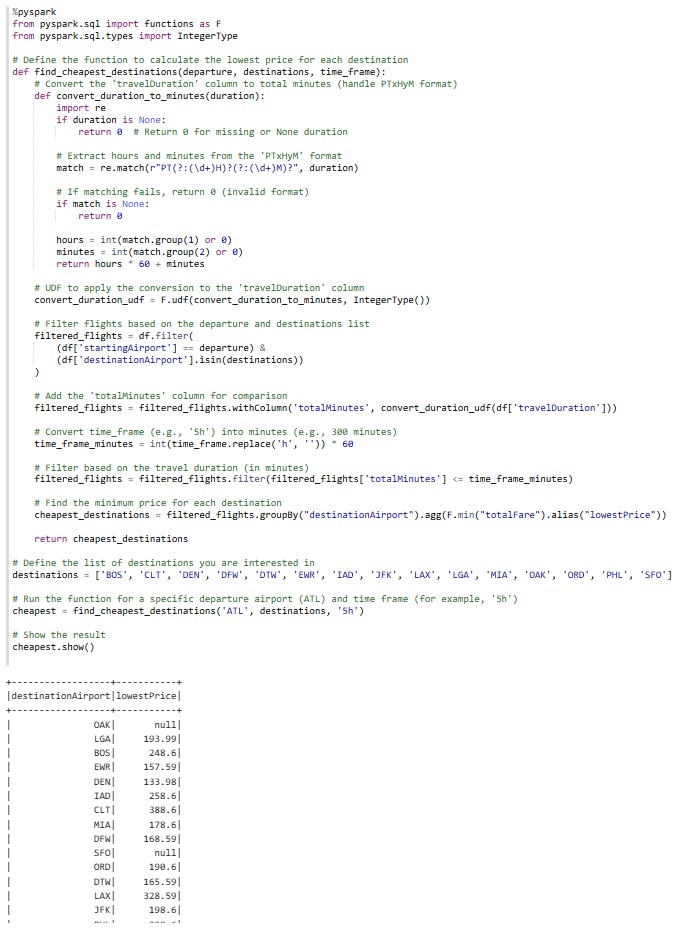 %pyspark
from pyspark.sql import functions as F
from pyspark.sql.types import IntegerType

# Define the function to calculate the lowest price for each destination
def find_cheapest_destinations(departure, destinations, time_frame):
    # Convert the 'travelDuration' column to total minutes (handle PTxHyM format)
    def convert_duration_to_minutes(duration):
        import re
        if duration is None:
            return 0  # Return 0 for missing or None duration

        # Extract hours and minutes from the 'PTxHyM' format
        match = re.match(r"PT(?:(\d+)H)?(?:(\d+)M)?", duration)

        # If matching fails, return 0 (invalid format)
        if match is None:
            return 0

        hours = int(match.group(1) or 0)
        minutes = int(match.group(2) or 0)
        return hours * 60 + minutes

    # UDF to apply the conversion to the 'travelDuration' column
    convert_duration_udf = F.udf(convert_duration_to_minutes, IntegerType())

    # Filter flights based on the departure and destinations list
    filtered_flights = df.filter(
        (df['startingAirport'] == departure) &
        (df['destinationAirport'].isin(destinations))
    )

    # Add the 'totalMinutes' column for comparison
    filtered_flights = filtered_flights.withColumn('totalMinutes', convert_duration_udf(df['travelDuration']))

    # Convert time_frame (e.g., '5h') into minutes (e.g., 300 minutes)
    time_frame_minutes = int(time_frame.replace('h', '')) * 60

    # Filter based on the travel duration (in minutes)
    filtered_flights = filtered_flights.filter(filtered_flights['totalMinutes'] <= time_frame_minutes)

    # Find the minimum price for each destination
    cheapest_destinations = filtered_flights.groupBy("destinationAirport").agg(F.min("totalFare").alias("lowestPrice"))

    return cheapest_destinations

# Define the list of destinations you are interested in
destinations = ['BOS', 'CLT', 'DEN', 'DFW', 'DTW', 'EWR', 'IAD', 'JFK', 'LAX', 'LGA', 'MIA', 'OAK', 'ORD', 'PHL', 'SFO']

# Run the function for a specific departure airport (ATL) and time frame (for example, '5h')
cheapest = find_cheapest_destinations('ATL', destinations, '5h')

# Show the result
cheapest.show()

+------------------+-----------+
|destinationAirport|lowestPrice|
+------------------+-----------+
|               OAK|       null|
|               LGA|     193.99|
|               BOS|      248.6|
|               EWR|     157.59|
|               DEN|     133.98|
|               IAD|      258.6|
|               CLT|      388.6|
|               MIA|      178.6|
|               DFW|     168.59|
|               SFO|       null|
|               ORD|      190.6|
|               DTW|     165.59|
|               LAX|     328.59|
|               JFK|      198.6|